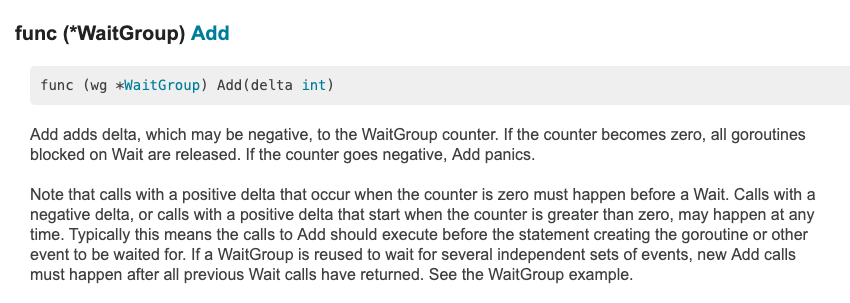 func (*WaitGroup) Add
func (wg *WaitGroup) Add(delta int)
Add adds delta, which may be negative, to the WaitGroup counter. If the counter becomes zero, all goroutines
blocked on Wait are released. If the counter goes negative, Add panics.
Note that calls with a positive delta that occur when the counter is zero must happen before a Wait. Calls with a
negative delta, or calls with a positive delta that start when the counter is greater than zero, may happen at any
time. Typically this means the calls to Add should execute before the statement creating the goroutine or other
event to be waited for. If a WaitGroup is reused to wait for several independent sets of events, new Add calls
must happen after all previous Wait calls have returned. See the WaitGroup example.